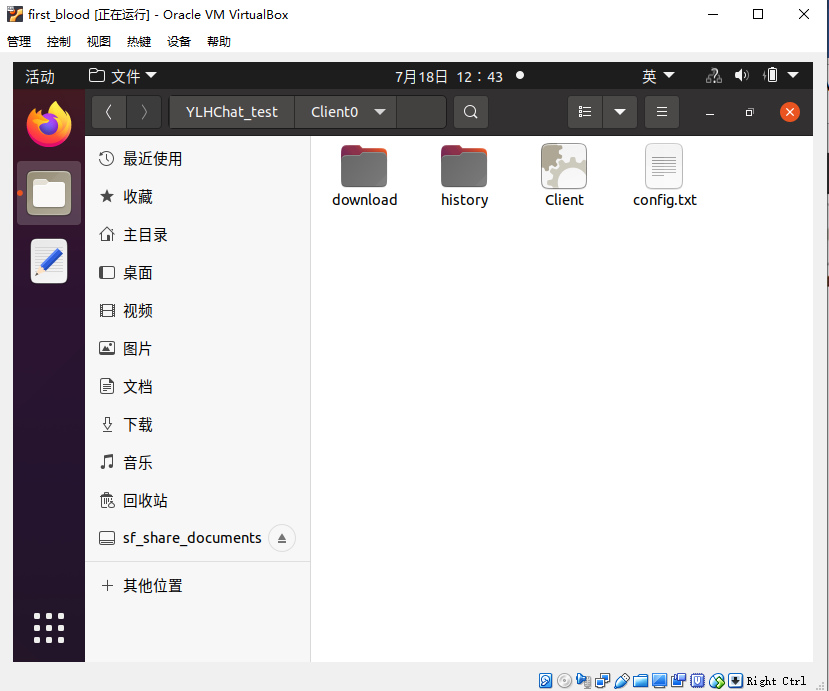 first_blood [正在运行] - Oracle VM VirtualBox
管理 控制 视图 热键 设备 帮助
活动 文件 7月18日 12：43 英
YLHChat_test Client0
最近使用
收藏
主目录
桌面
视频
图片
文档
下载
音乐
回收站
sf_share_documents
其他位置
download history Client config.txt
Right Ctrl